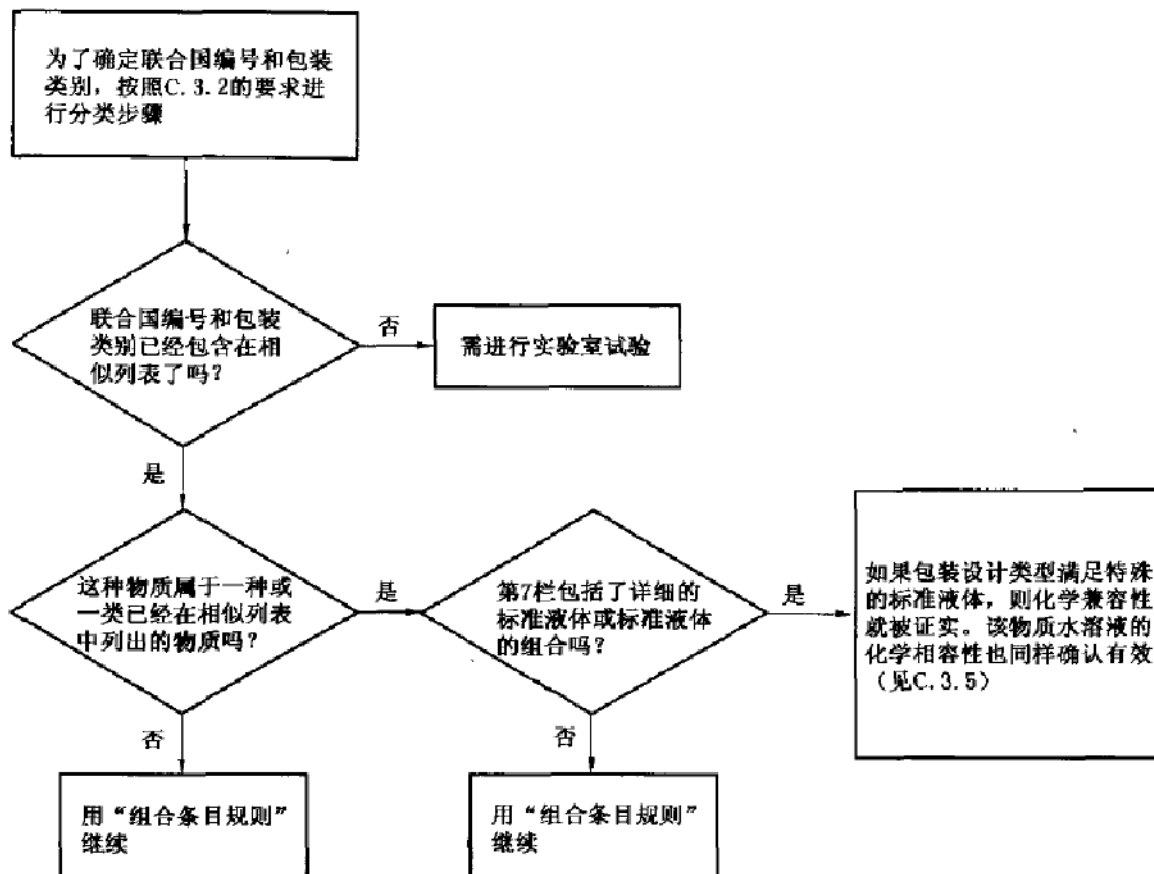 为了确定联合国编号和包装
类别，按照C.3.2的要求进
行分类步骤
联合国编号和包装
类别已经包含在相
似列表了吗？
否
需进行实验室试验
是
这种物质属于一种或
一类已经在相似列表
中列出的物质吗？
是
第7栏包括了详细的
标准液体或标准液体
的组合吗？
是
如果包装设计类型满足特殊
的标准液体，则化学兼容性
就被证实。该物质水溶液的
化学相容性也同样确认有效
（见C.3.5）
否
用“组合条目规则”
继续
否
用“组合条目规则”
继续